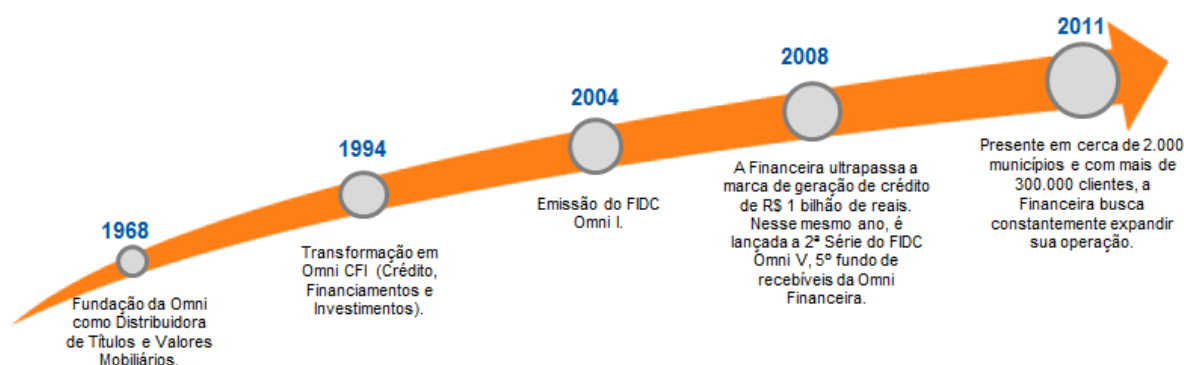 1968
Fundação da Omni
como Distribuidora
de Títulos e Valores
Mobiliários.
1994
Transformação em
Omni CFI (Crédito,
Financiamentos e
Investimentos).
2004
Emissão do FIDC
Omni I.
2008
A Financeira ultrapassa a
marca de geração de crédito
de R$ 1 bilhão de reais.
Nesse mesmo ano, é
lançada a 2ª Série do FIDC
Omni V, 5º fundo de
recebíveis da Omni
Financeira.
2011
Presente em cerca de 2.000
municípios e com mais de
300.000 clientes, a
Financeira busca
constantemente expandir
sua operação.